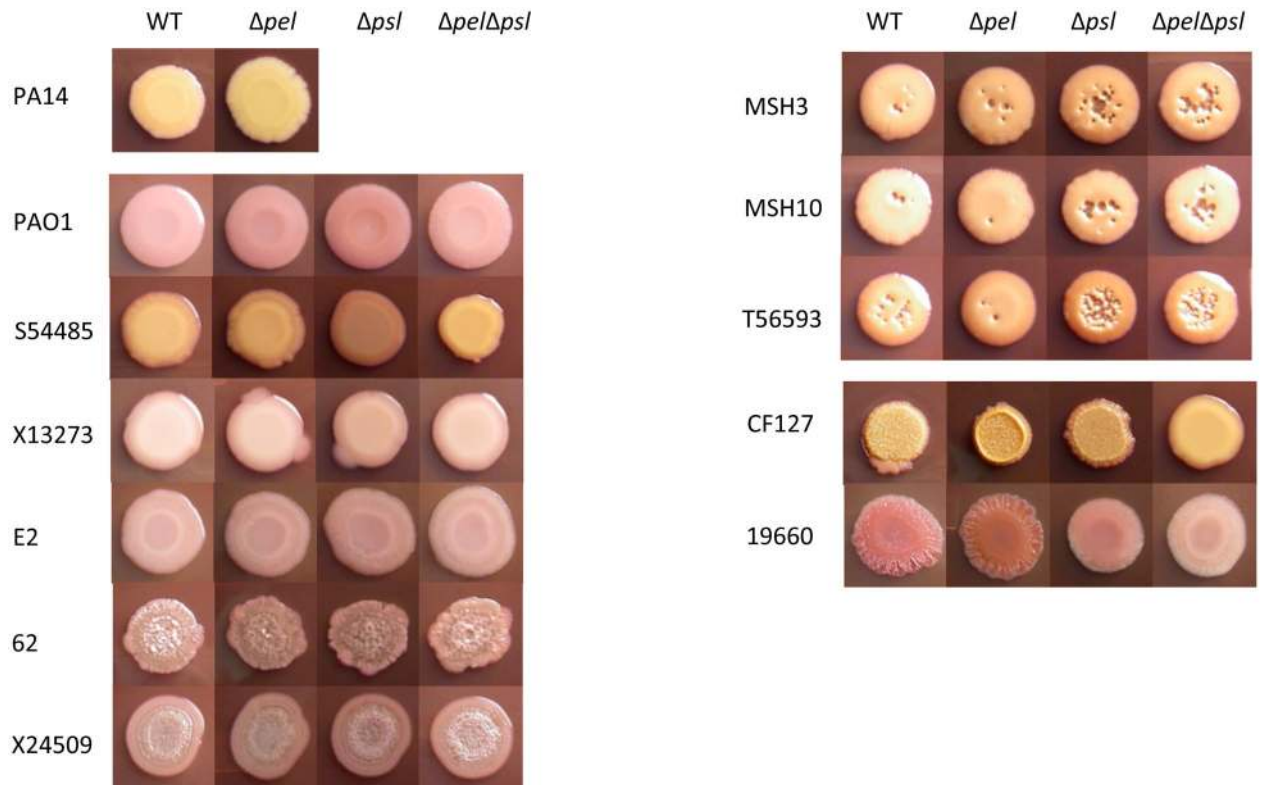 WT Δpel Δpsl ΔpelΔpsl
PA14
PAO1
S54485
X13273
E2
62
X24509
WT Δpel Δpsl ΔpelΔpsl
MSH3
MSH10
T56593
CF127
19660